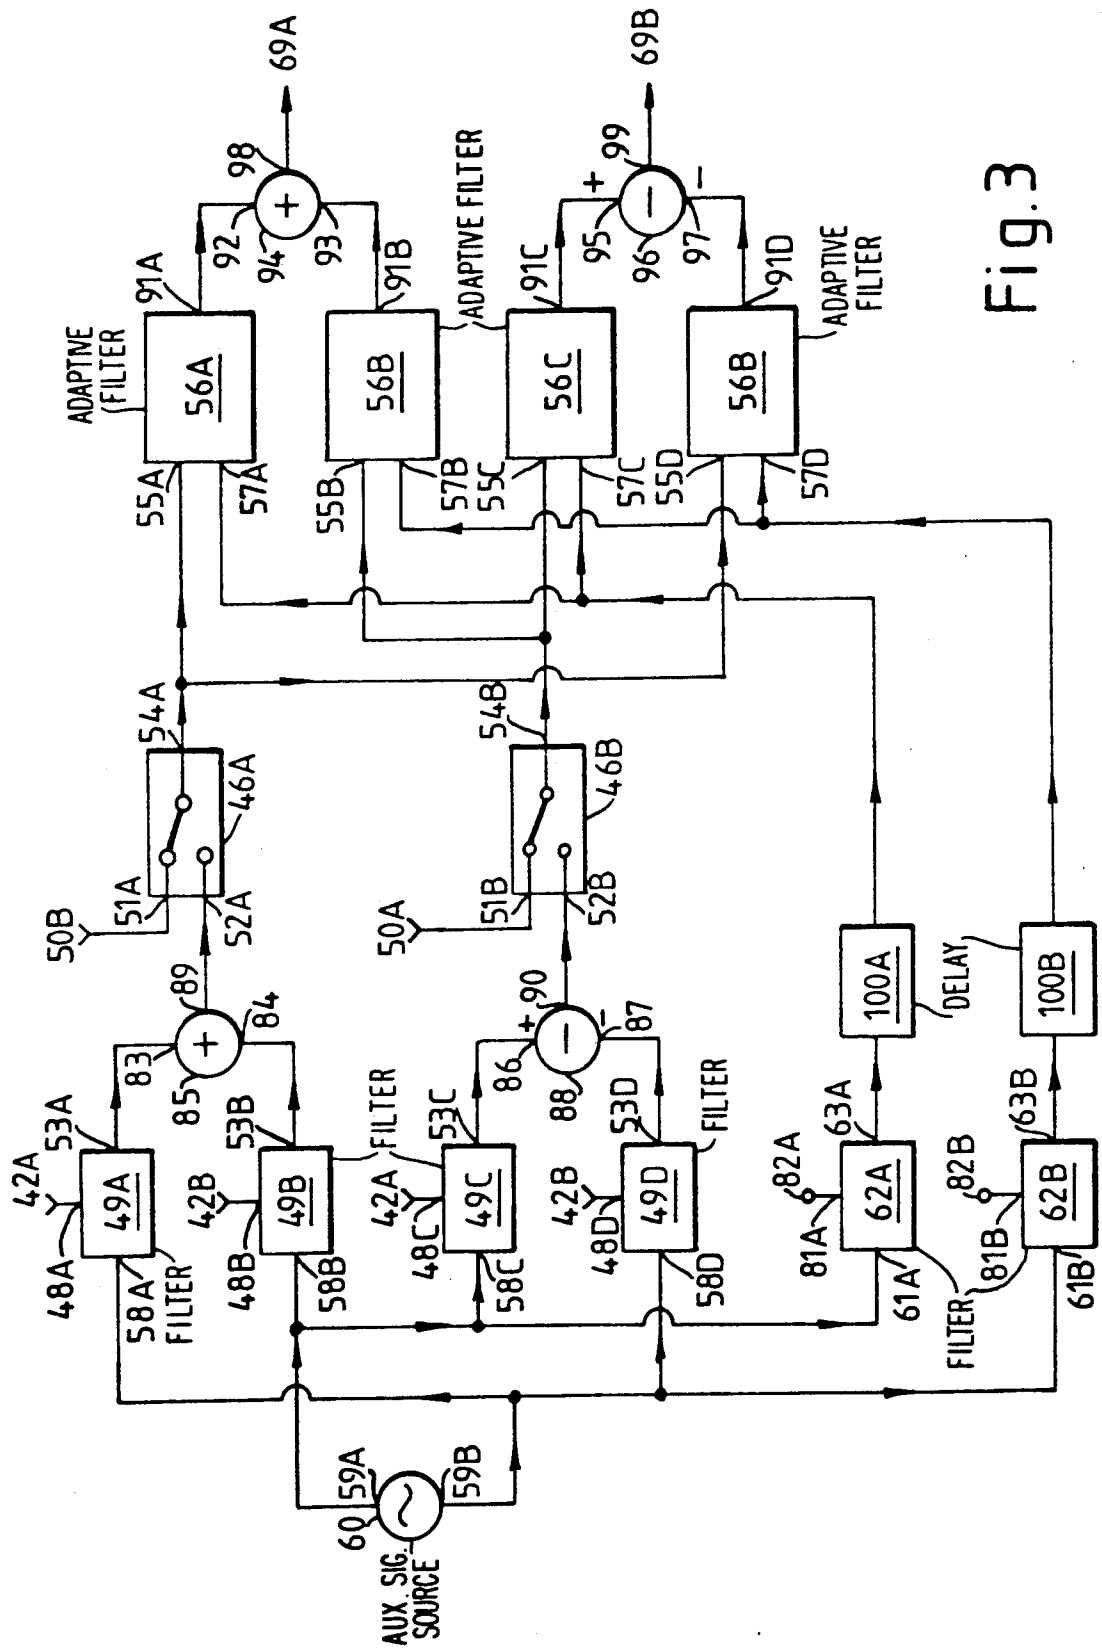 AUX. SIG.
SOURCE
60
59A
59B
42A
48A
49A
53A
58A
FILTER
42B
48B
49B
53B
58B
FILTER
42A
48C
49C
53C
58C
42B
48D
49D
53D
58D
FILTER
82A
81A
62A
63A
61A
FILTER
82B
81B
62B
63B
61B
83
85
+
89
84
86
+
88
−
90
−
87
100A
DELAY
100B
50B
51A
52A
54A
46A
50A
51B
52B
54B
46B
ADAPTIVE
FILTER
55A
57A
56A
91A
55B
57B
56B
91B
ADAPTIVE FILTER
55C
57C
56C
91C
55D
57D
56B
91D
ADAPTIVE
FILTER
92
94
+
93
98
69A
95
+
96
−
97
−
99
69B
Fig.3